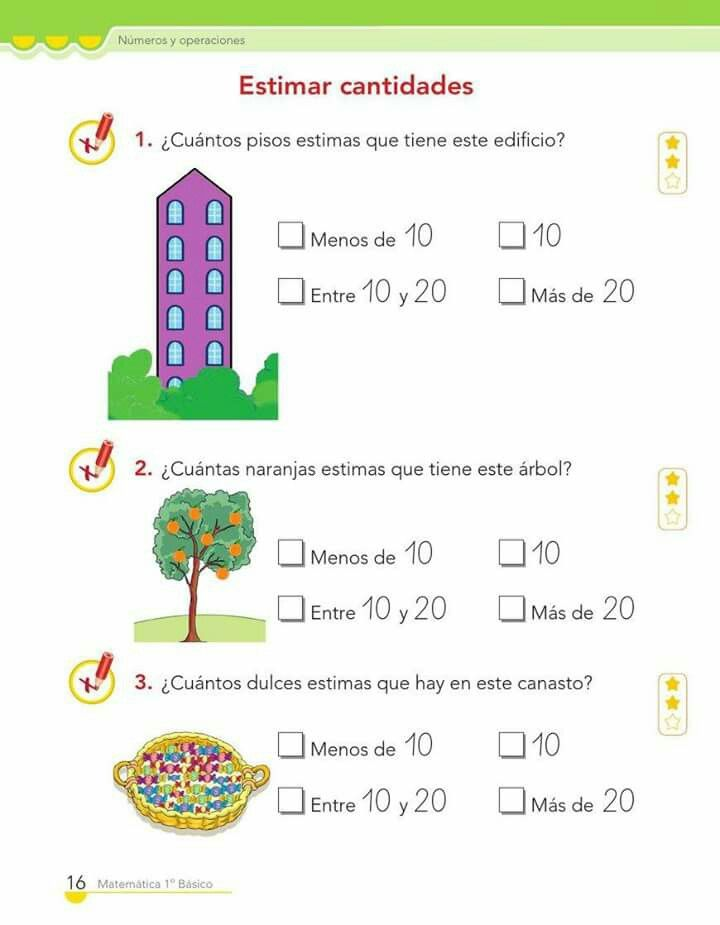 Números y operaciones
Estimar cantidades
1. ¿Cuántos pisos estimas que tiene este edificio?
Menos de 10 10
Entre 10 y 20 Más de 20
2. ¿Cuántas naranjas estimas que tiene este árbol?
Menos de 10 10
Entre 10 y 20 Más de 20
3. ¿Cuántos dulces estimas que hay en este canasto?
Menos de 10 10
Entre 10 y 20 Más de 20
16 Matemática 1º Básico